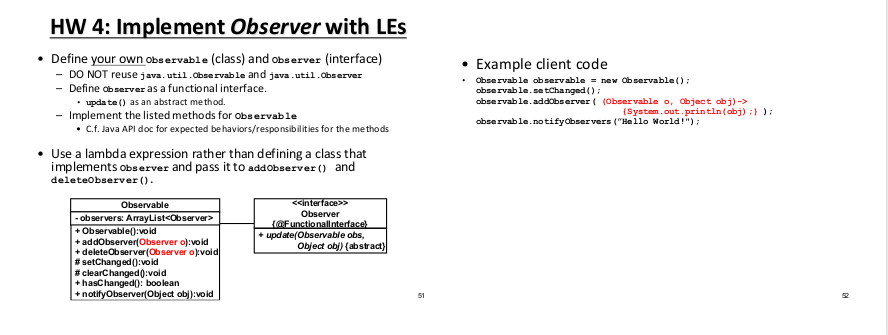 HW 4: Implement Observer with LEs
• Define your own Observable (class) and Observer (interface)
– DO NOT reuse java.util.Observable and java.util.Observer
– Define Observer as a functional interface.
• update() as an abstract method.
– Implement the listed methods for Observable
• C.f. Java API doc for expected behaviors/responsibilities for the methods
• Use a lambda expression rather than defining a class that
implements Observer and pass it to addObserver() and
deleteObserver().
Observable
- observers: ArrayList<Observer>
+ Observable():void
+ addObserver(Observer o):void
+ deleteObserver(Observer o):void
# setChanged():void
# clearChanged():void
+ hasChanged(): boolean
+ notifyObserver(Object obj):void
<<interface>>
Observer
{@FunctionalInterface}
+ update(Observable obs,
Object obj) {abstract}
51
• Example client code
• Observable observable = new Observable();
observable.setChanged();
observable.addObserver( (Observable o, Object obj)->
{System.out.println(obj);} );
observable.notifyObservers("Hello World!");
52